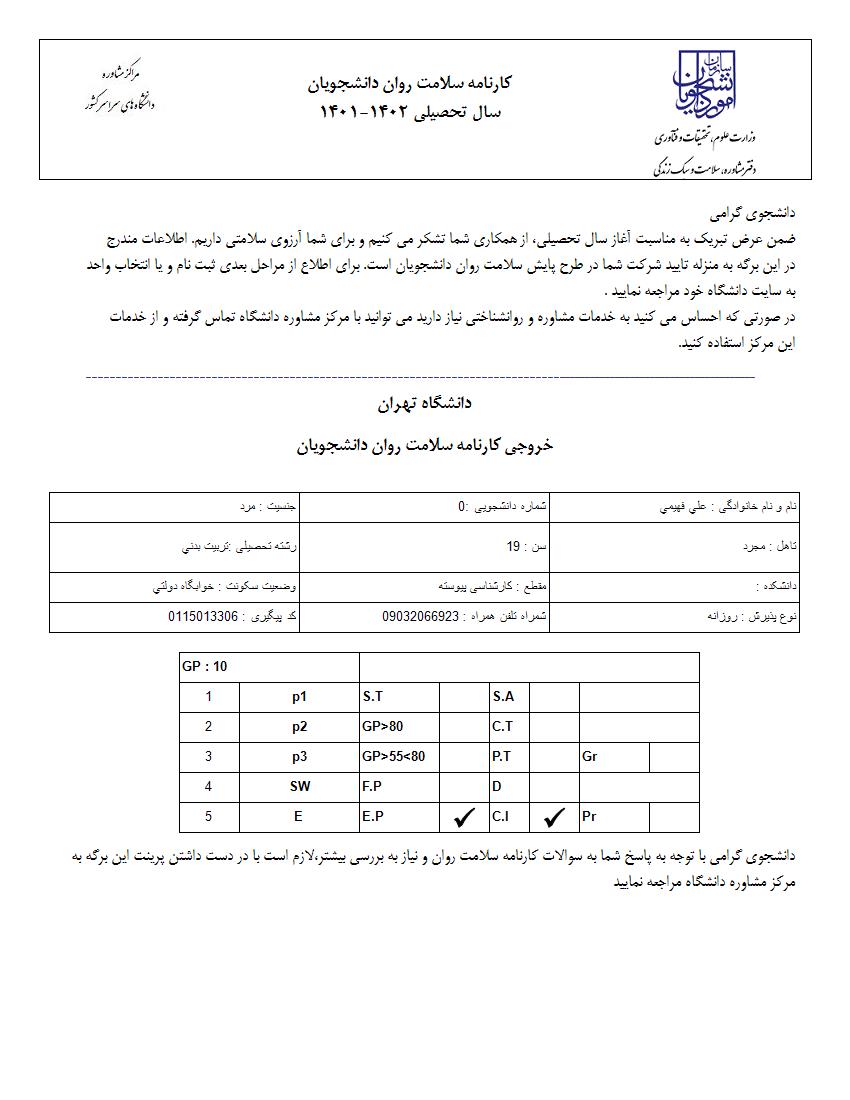 سازمان امور دانشجویان
وزارت علوم، تحقیقات و فناوری
دفتر مشاوره، سلامت و سبک زندگی
کارنامه سلامت روان دانشجویان
سال تحصیلی ۱۴۰۲-۱۴۰۱
مراکز مشاوره
دانشگاه‌های سراسر کشور
دانشجوی گرامی
ضمن عرض تبریک به مناسبت آغاز سال تحصیلی، از همکاری شما تشکر می کنیم و برای شما آرزوی سلامتی داریم. اطلاعات مندرج
در این برگه به منزله تایید شرکت شما در طرح پایش سلامت روان دانشجویان است. برای اطلاع از مراحل بعدی ثبت نام و یا انتخاب واحد
به سایت دانشگاه خود مراجعه نمایید .
در صورتی که احساس می کنید به خدمات مشاوره و روانشناختی نیاز دارید می توانید با مرکز مشاوره دانشگاه تماس گرفته و از خدمات
این مرکز استفاده کنید.
دانشگاه تهران
خروجی کارنامه سلامت روان دانشجویان
نام و نام خانوادگی : علي فهيمي شماره دانشجویی :0 جنسیت : مرد
تاهل : مجرد سن : 19 رشته تحصیلی :تربيت بدني
دانشکده : مقطع : کارشناسی پیوسته وضعیت سکونت : خوابگاه دولتي
نوع پذیرش : روزانه شمراه تلفن همراه : 09032066923 کد پیگیری : 0115013306
GP : 10
1 p1 S.T S.A
2 p2 GP>80 C.T
3 p3 GP>55<80 P.T Gr
4 SW F.P D
5 E E.P ✓ C.I ✓ Pr
دانشجوی گرامی با توجه به پاسخ شما به سوالات کارنامه سلامت روان و نیاز به بررسی بیشتر،لازم است با در دست داشتن پرینت این برگه به
مرکز مشاوره دانشگاه مراجعه نمایید